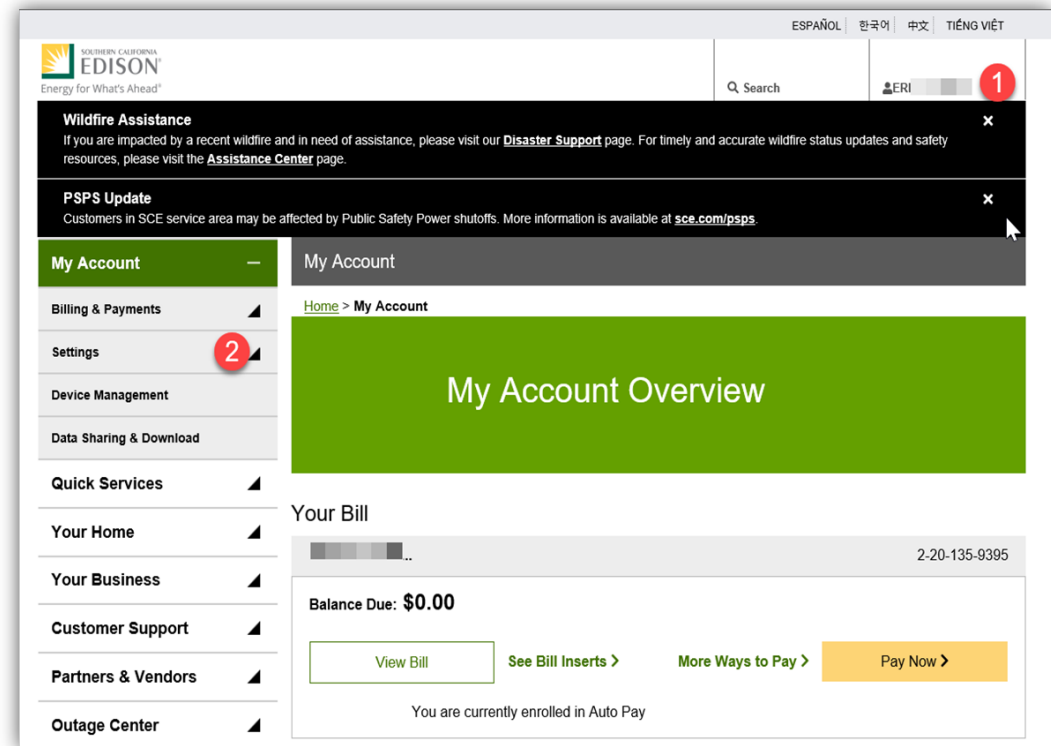 ESPAÑOL 한국어 中文 TIẾNG VIỆT
SOUTHERN CALIFORNIA
EDISON®
Energy for What's Ahead®
Search
ERI
1
Wildfire Assistance
If you are impacted by a recent wildfire and in need of assistance, please visit our Disaster Support page. For timely and accurate wildfire status updates and safety
resources, please visit the Assistance Center page.
PSPS Update
Customers in SCE service area may be affected by Public Safety Power shutoffs. More information is available at sce.com/psps.
My Account
Billing & Payments
Settings
2
Device Management
Data Sharing & Download
Quick Services
Your Home
Your Business
Customer Support
Partners & Vendors
Outage Center
My Account
Home > My Account
My Account Overview
Your Bill
.. 2-20-135-9395
Balance Due: $0.00
View Bill See Bill Inserts > More Ways to Pay > Pay Now >
You are currently enrolled in Auto Pay